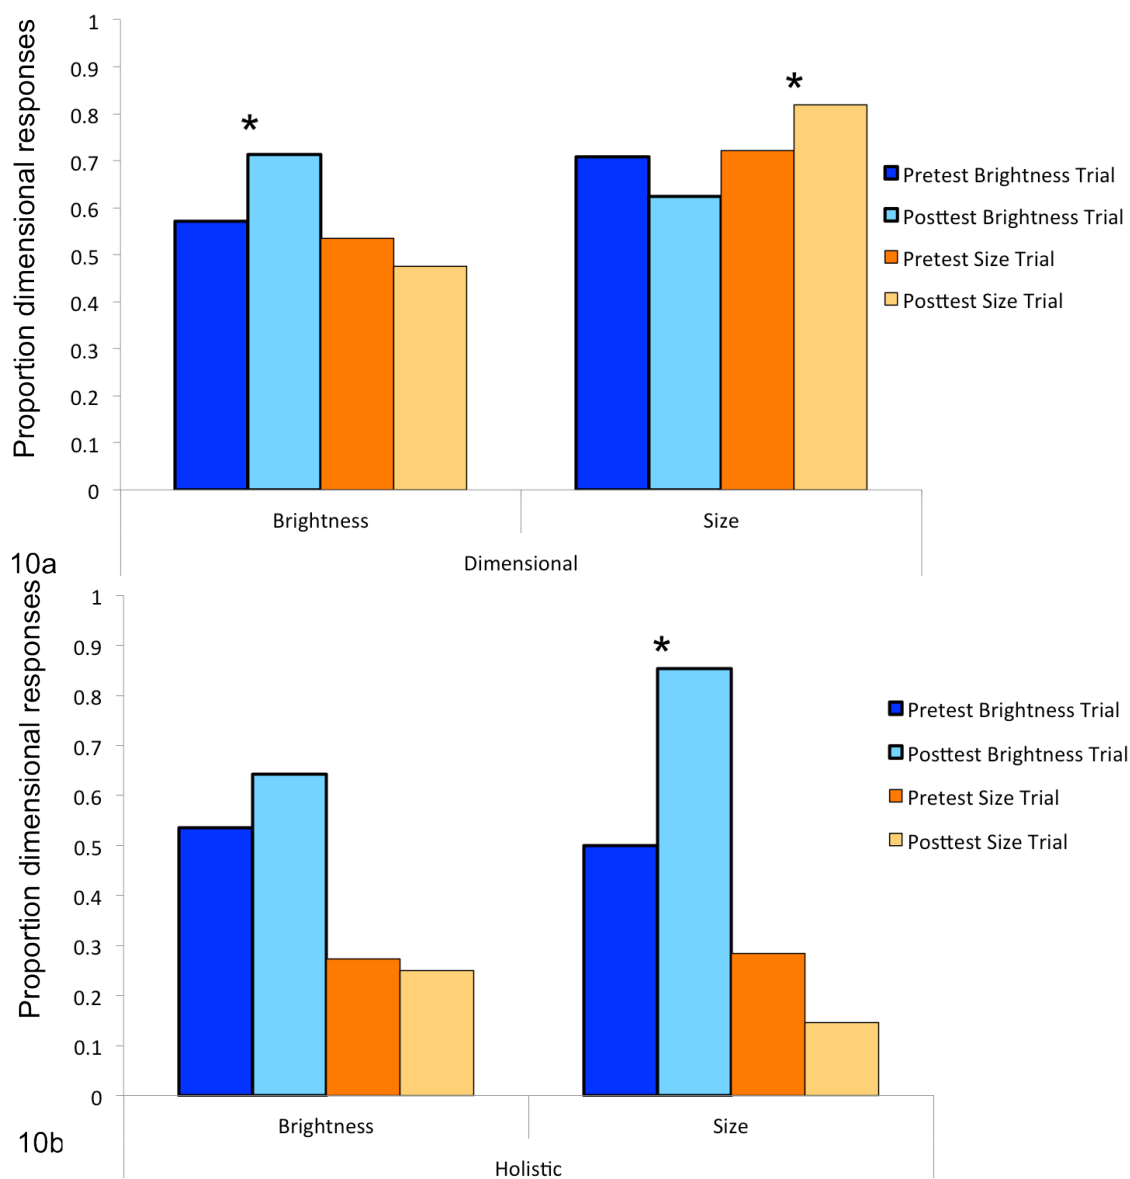 Proportion dimensional responses
1
0.9
0.8
0.7
0.6
0.5
0.4
0.3
0.2
0.1
0
*
*
Pretest Brightness Trial
Posttest Brightness Trial
Pretest Size Trial
Posttest Size Trial
Brightness
Size
Dimensional
10a
Proportion dimensional responses
1
0.9
0.8
0.7
0.6
0.5
0.4
0.3
0.2
0.1
0
*
Pretest Brightness Trial
Posttest Brightness Trial
Pretest Size Trial
Posttest Size Trial
Brightness
Size
Holistic
10b